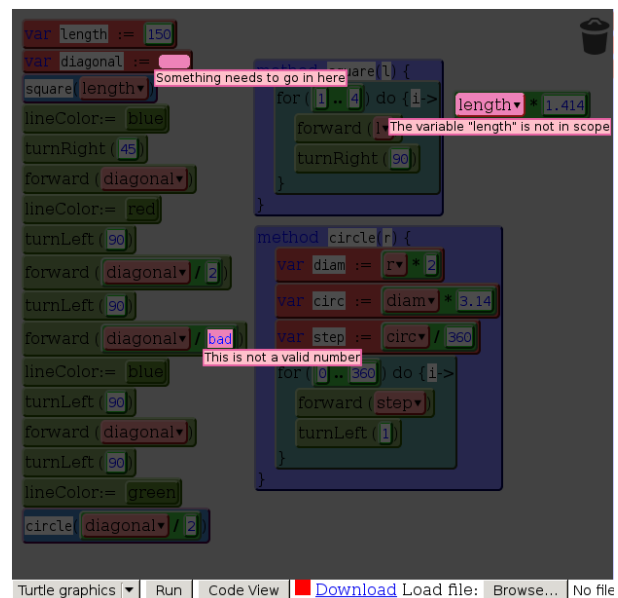 var length := 150
var diagonal :=
Something needs to go in here
square(length▾)
lineColor:= blue
turnRight(45)
forward(diagonal▾)
lineColor:= red
turnLeft(90)
forward(diagonal▾ / 2)
turnLeft(90)
forward(diagonal▾ / bad)
This is not a valid number
lineColor:= blue
turnLeft(90)
forward(diagonal▾)
turnLeft(90)
lineColor:= green
circle(diagonal▾ / 2)
method square(l) {
for (1 .. 4) do {i->
forward(l▾)
turnRight(90)
}
}
length▾ * 1.414
The variable "length" is not in scope
method circle(r) {
var diam := r▾ * 2
var circ := diam▾ * 3.14
var step := circ▾ / 360
for (0 .. 360) do {i->
forward(step▾)
turnLeft(1)
}
}
Turtle graphics ▾ Run Code View Download Load file: Browse... No file